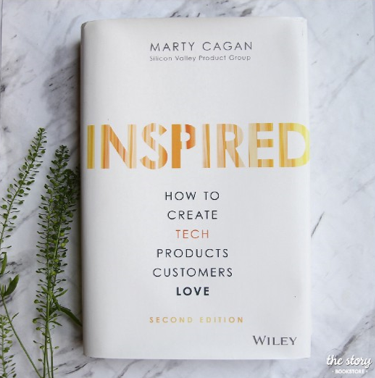 MARTY CAGAN
Silicon Valley Product Group
INSPIRED
HOW TO
CREATE
TECH
PRODUCTS
CUSTOMERS
LOVE
SECOND EDITION
WILEY
the story
BOOKSTORE